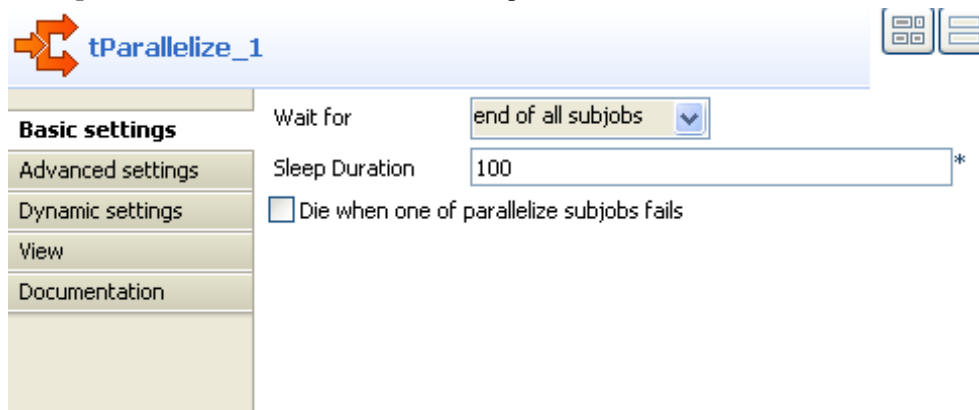 tParallelize_1
Basic settings
Advanced settings
Dynamic settings
View
Documentation
Wait for end of all subjobs
Sleep Duration 100 *
Die when one of parallelize subjobs fails